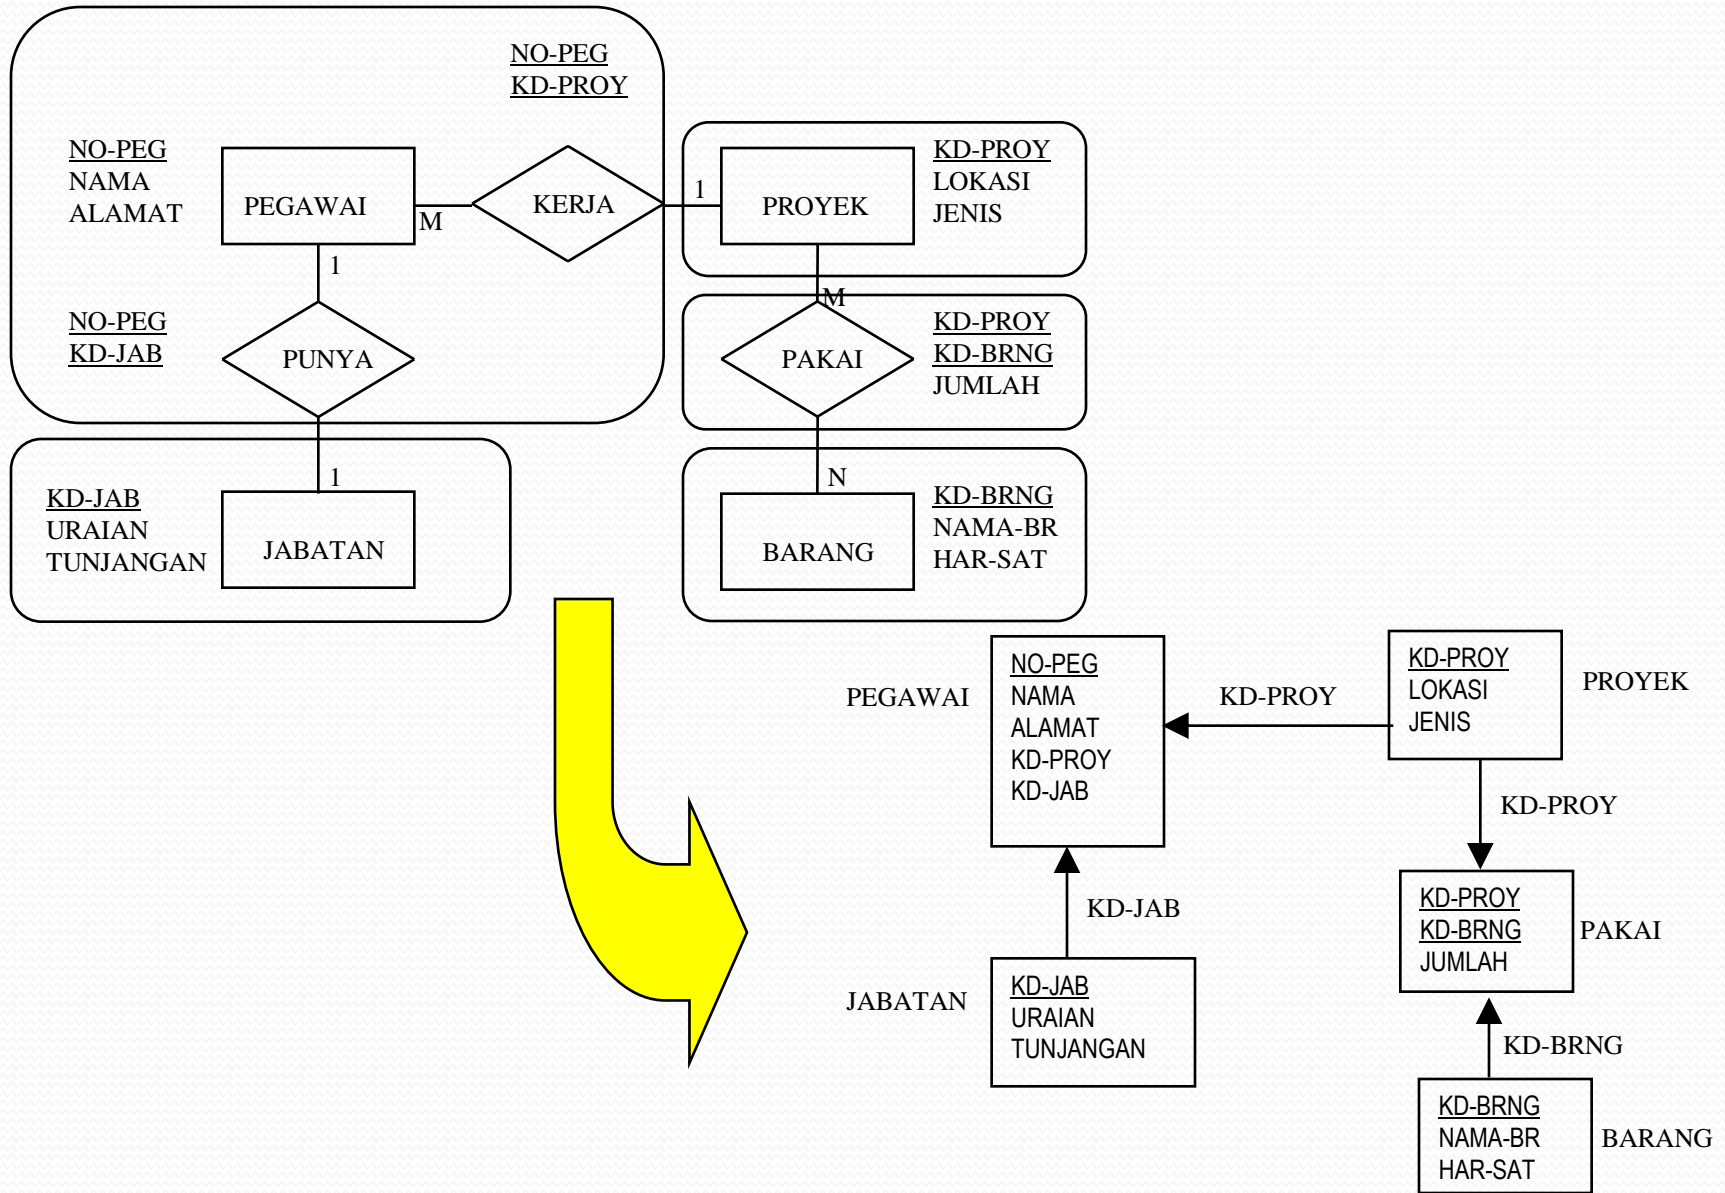 NO-PEG
KD-PROY
NO-PEG
NAMA
ALAMAT
PEGAWAI
M
KERJA
1
PROYEK
KD-PROY
LOKASI
JENIS
1
NO-PEG
KD-JAB
PUNYA
M
PAKAI
KD-PROY
KD-BRNG
JUMLAH
1
KD-JAB
URAIAN
TUNJANGAN
JABATAN
N
BARANG
KD-BRNG
NAMA-BR
HAR-SAT
PEGAWAI
NO-PEG
NAMA
ALAMAT
KD-PROY
KD-JAB
KD-PROY
KD-PROY
LOKASI
JENIS
PROYEK
KD-PROY
KD-JAB
KD-PROY
KD-BRNG
JUMLAH
PAKAI
JABATAN
KD-JAB
URAIAN
TUNJANGAN
KD-BRNG
KD-BRNG
NAMA-BR
HAR-SAT
BARANG